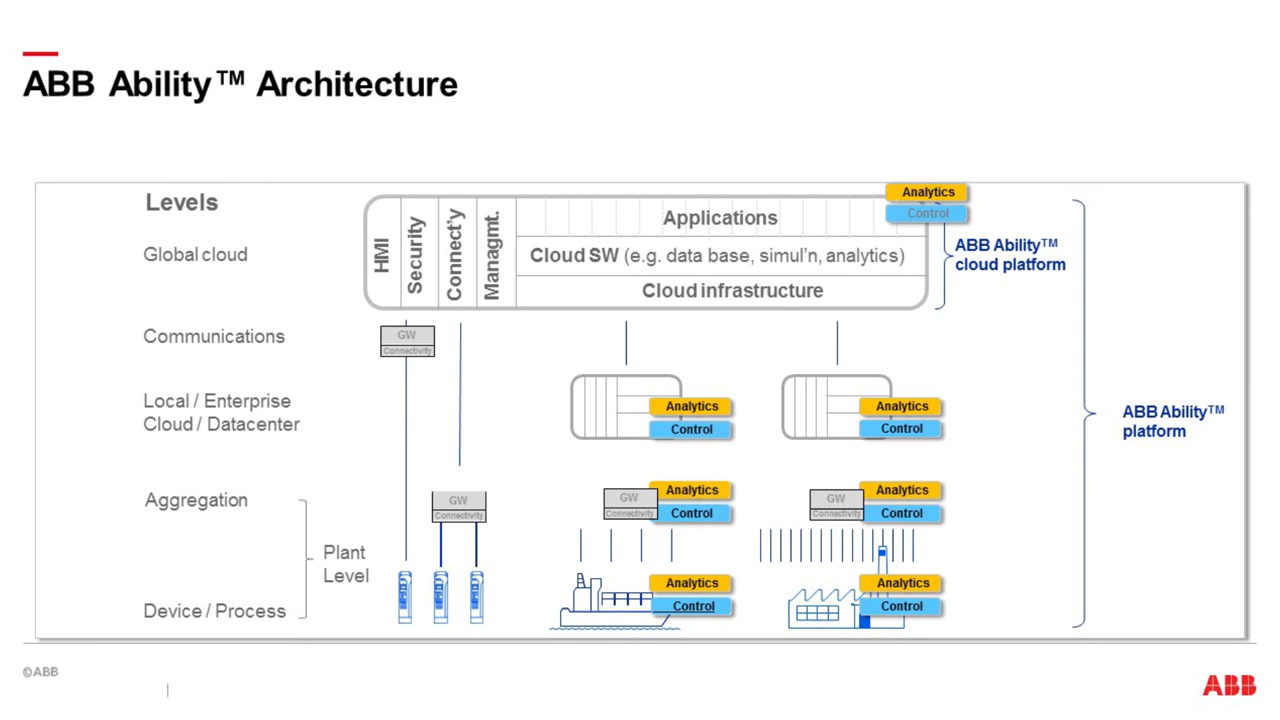 ABB Ability™ Architecture
Levels
Global cloud
Communications
Local / Enterprise
Cloud / Datacenter
Aggregation
Plant
Level
Device / Process
HMI
Security
Connect'y
Managmt.
Applications
Cloud SW (e.g. data base, simul'n, analytics)
Cloud infrastructure
Analytics
Control
ABB Ability™
cloud platform
GW
Connectivity
Analytics
Control
Analytics
Control
GW
Connectivity
GW
Connectivity
Analytics
Control
GW
Connectivity
Analytics
Control
Analytics
Control
Analytics
Control
ABB Ability™
platform
©ABB
ABB